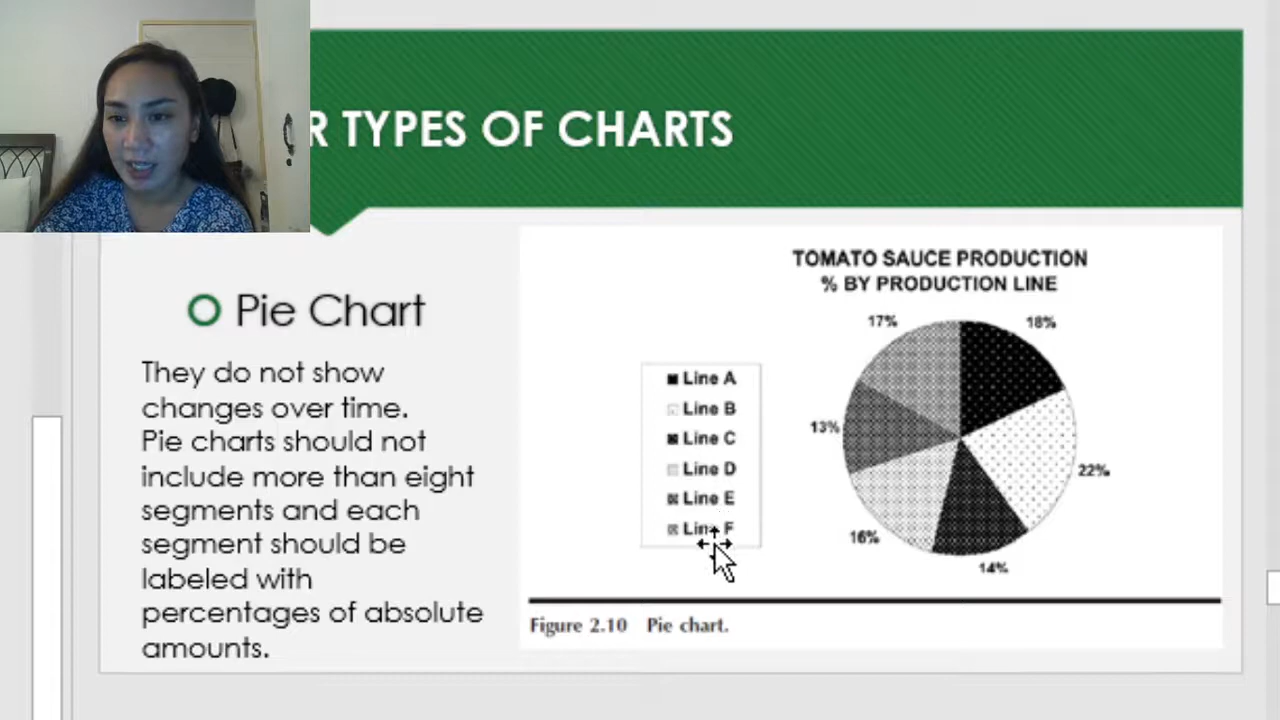 R TYPES OF CHARTS
Pie Chart
They do not show
changes over time.
Pie charts should not
include more than eight
segments and each
segment should be
labeled with
percentages of absolute
amounts.
TOMATO SAUCE PRODUCTION
% BY PRODUCTION LINE
17%
18%
13%
22%
16%
14%
Line A
Line B
Line C
Line D
Line E
Line F
Figure 2.10 Pie chart.